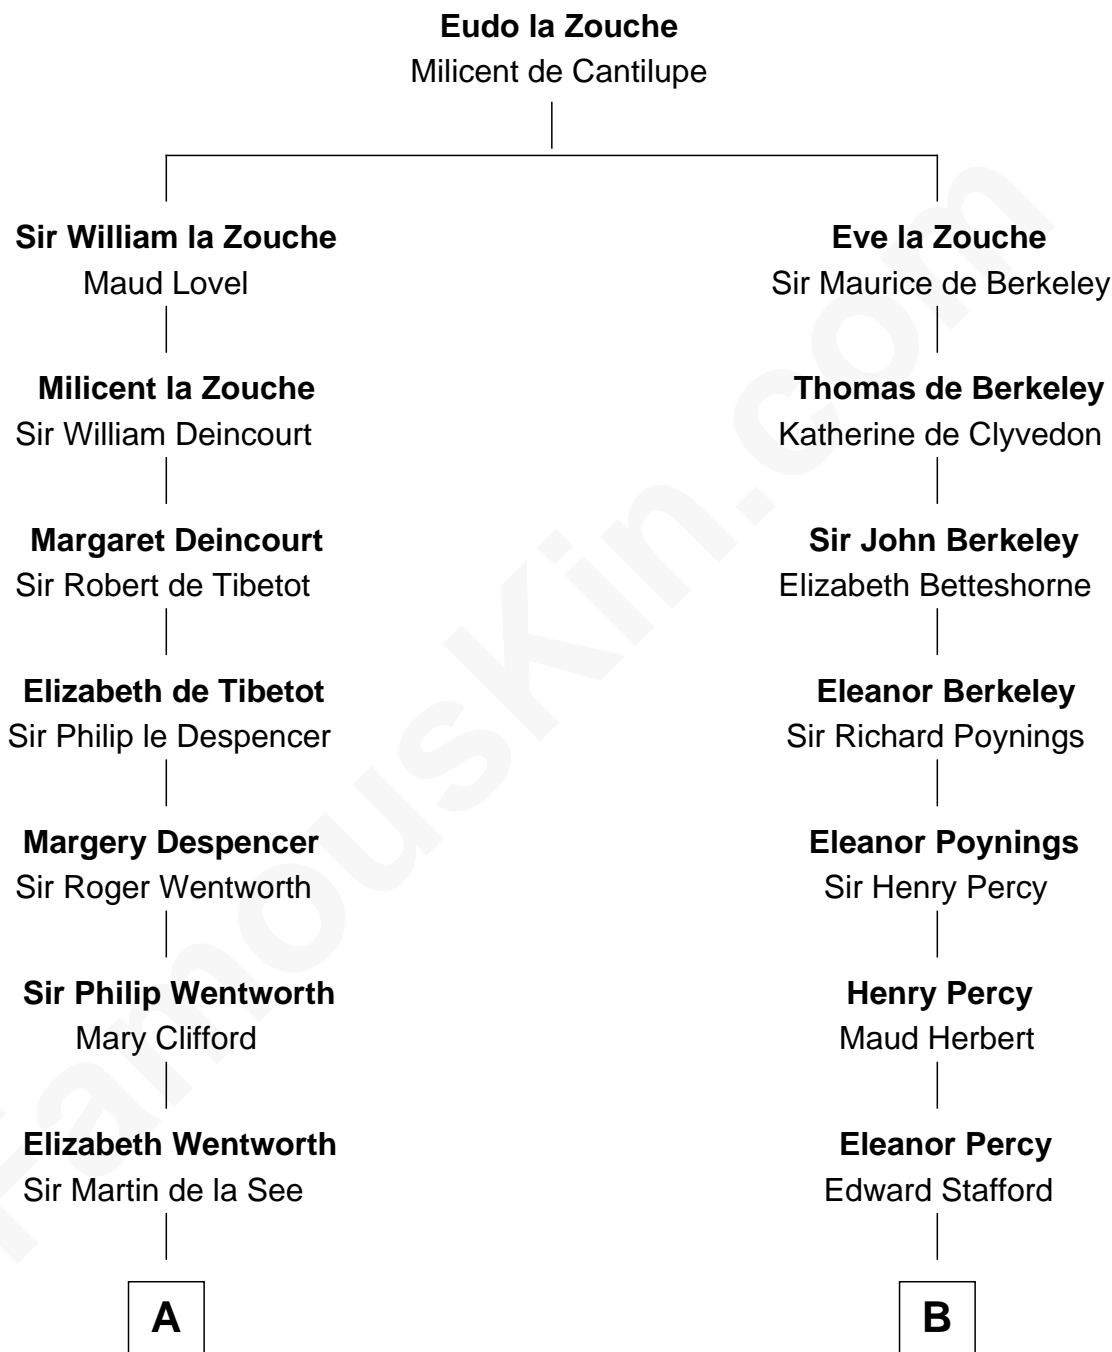 Eudo la Zouche
Milicent de Cantilupe
Sir William la Zouche
Maud Lovel
Milicent la Zouche
Sir William Deincourt
Margaret Deincourt
Sir Robert de Tibetot
Elizabeth de Tibetot
Sir Philip le Despencer
Margery Despencer
Sir Roger Wentworth
Sir Philip Wentworth
Mary Clifford
Elizabeth Wentworth
Sir Martin de la See
A
Eve la Zouche
Sir Maurice de Berkeley
Thomas de Berkeley
Katherine de Clyvedon
Sir John Berkeley
Elizabeth Betteshorne
Eleanor Berkeley
Sir Richard Poynings
Eleanor Poynings
Sir Henry Percy
Henry Percy
Maud Herbert
Eleanor Percy
Edward Stafford
B
FamousKin.com